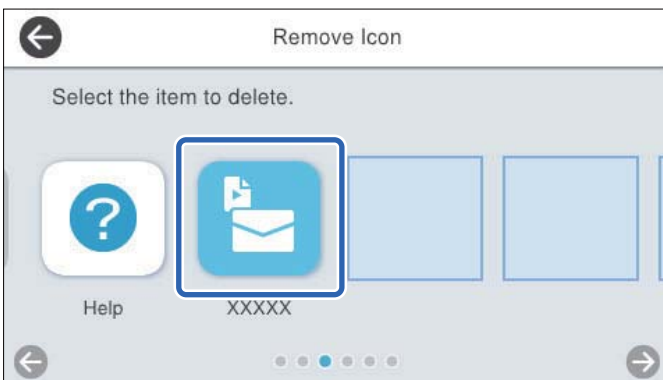 Remove Icon
Select the item to delete.
?
Help
XXXXX